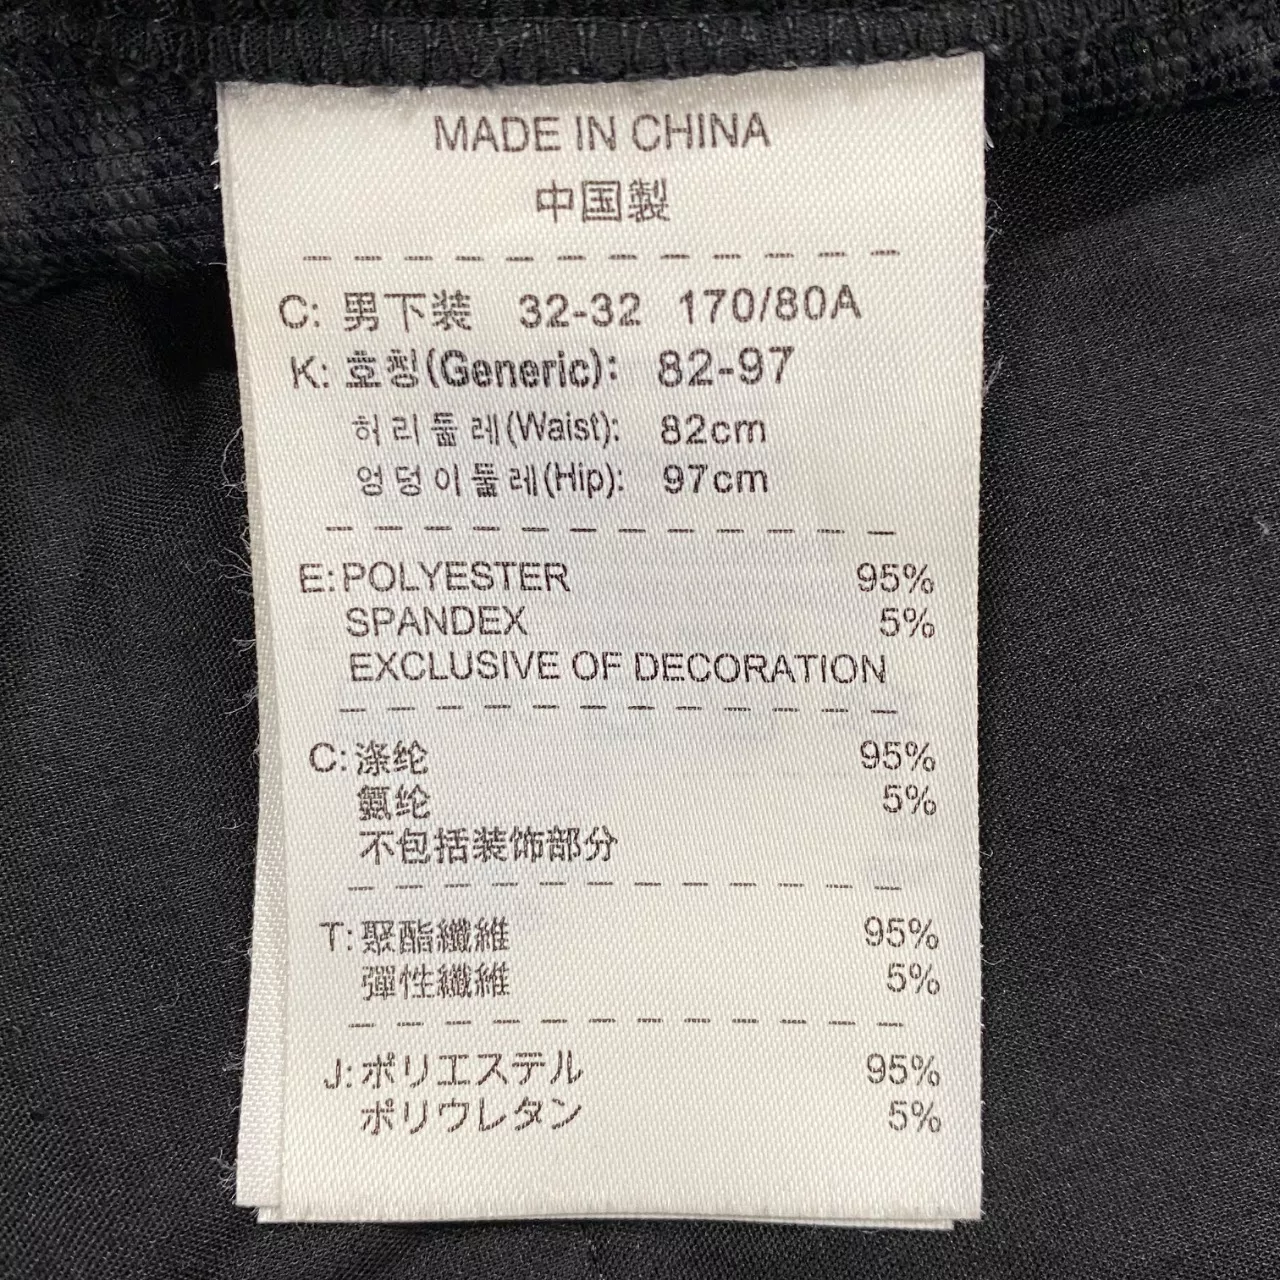 MADE IN CHINA
中国製
C: 男下装 32-32 170/80A
K: 호칭(Generic): 82-97
허리둘레(Waist): 82cm
엉덩이둘레(Hip): 97cm
E: POLYESTER 95%
SPANDEX 5%
EXCLUSIVE OF DECORATION
C: 涤纶 95%
氨纶 5%
不包括装饰部分
T: 聚酯纖維 95%
彈性纖維 5%
J: ポリエステル 95%
ポリウレタン 5%